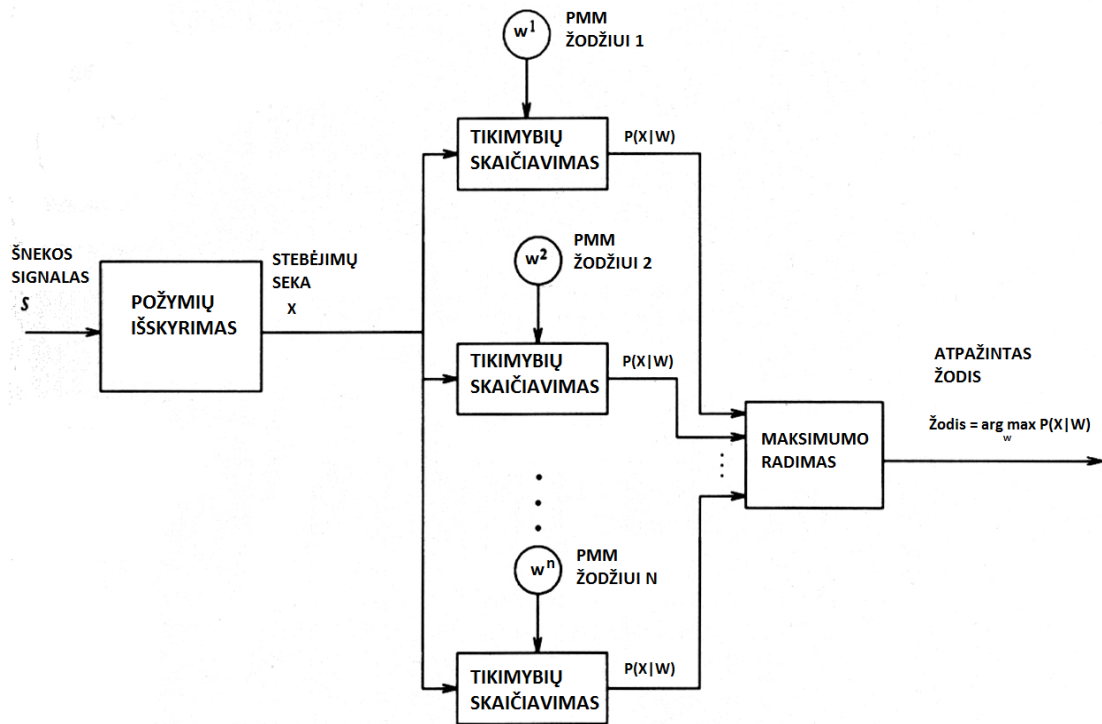 w1
PMM
ŽODŽIUI 1
TIKIMYBIŲ
SKAIČIAVIMAS
P(X|W)
ŠNEKOS
SIGNALAS
S
POŽYMIŲ
IŠSKYRIMAS
STEBĖJIMŲ
SEKA
X
w2
PMM
ŽODŽIUI 2
TIKIMYBIŲ
SKAIČIAVIMAS
P(X|W)
MAKSIMUMO
RADIMAS
ATPAŽINTAS
ŽODIS
Žodis = arg max P(X|W)
w
wn
PMM
ŽODŽIUI N
TIKIMYBIŲ
SKAIČIAVIMAS
P(X|W)